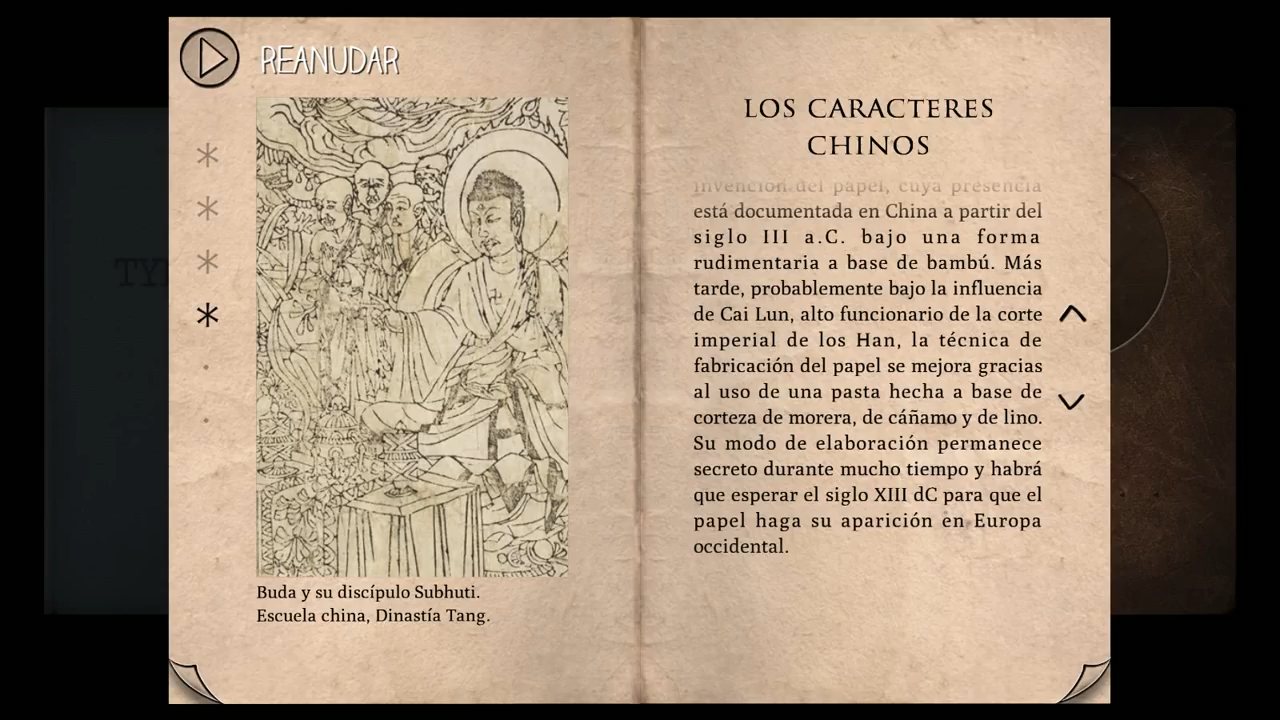 REANUDAR
LOS CARACTERES
CHINOS
invención del papel, cuya presencia
está documentada en China a partir del
siglo III a.C. bajo una forma
rudimentaria a base de bambú. Más
tarde, probablemente bajo la influencia
de Cai Lun, alto funcionario de la corte
imperial de los Han, la técnica de
fabricación del papel se mejora gracias
al uso de una pasta hecha a base de
corteza de morera, de cáñamo y de lino.
Su modo de elaboración permanece
secreto durante mucho tiempo y habrá
que esperar el siglo XIII dC para que el
papel haga su aparición en Europa
occidental.
Buda y su discípulo Subhuti.
Escuela china, Dinastía Tang.